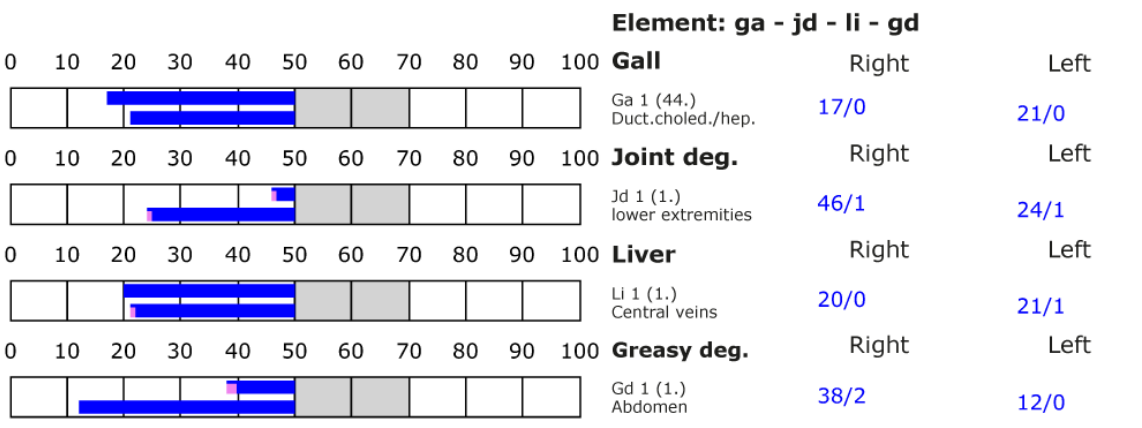 Element: ga - jd - li - gd
0 10 20 30 40 50 60 70 80 90 100 Gall Right Left
Ga 1 (44.)
Duct.choled./hep.
17/0 21/0
0 10 20 30 40 50 60 70 80 90 100 Joint deg. Right Left
Jd 1 (1.)
lower extremities
46/1 24/1
0 10 20 30 40 50 60 70 80 90 100 Liver Right Left
Li 1 (1.)
Central veins
20/0 21/1
0 10 20 30 40 50 60 70 80 90 100 Greasy deg. Right Left
Gd 1 (1.)
Abdomen
38/2 12/0